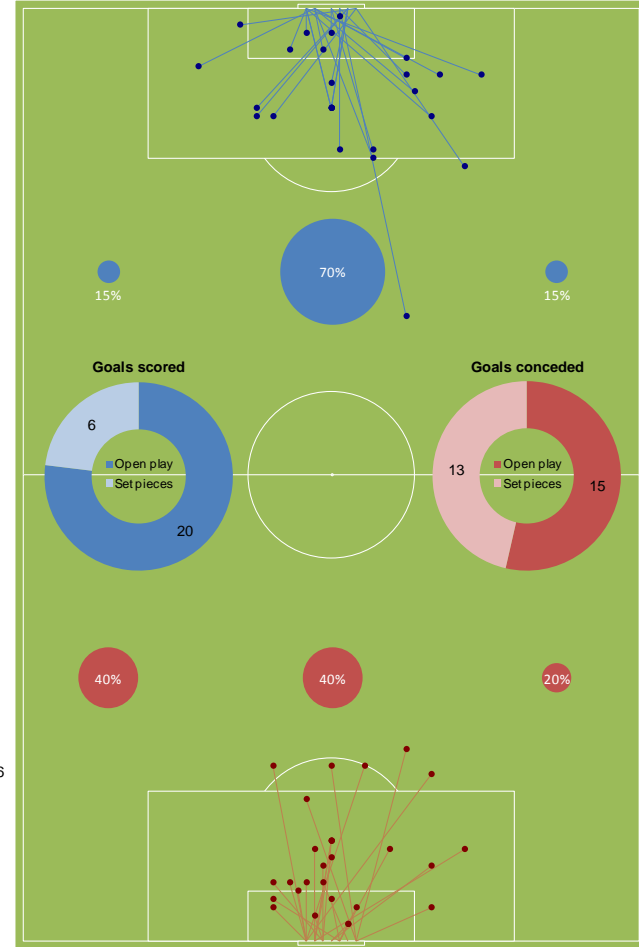 70%
15%
15%
Goals scored
Goals conceded
6
Open play
Set pieces
20
13
Open play
Set pieces
15
40%
40%
20%
6